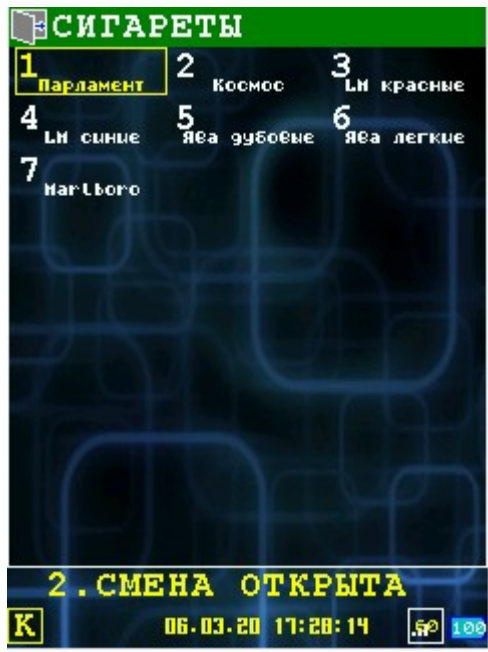 СИГАРЕТЫ
1 Парламент 2 Космос 3 LM красные
4 LM синие 5 Ява дубовые 6 Ява легкие
7 Marlboro
2.СМЕНА ОТКРЫТА
К 06-03-20 17:28:14 100